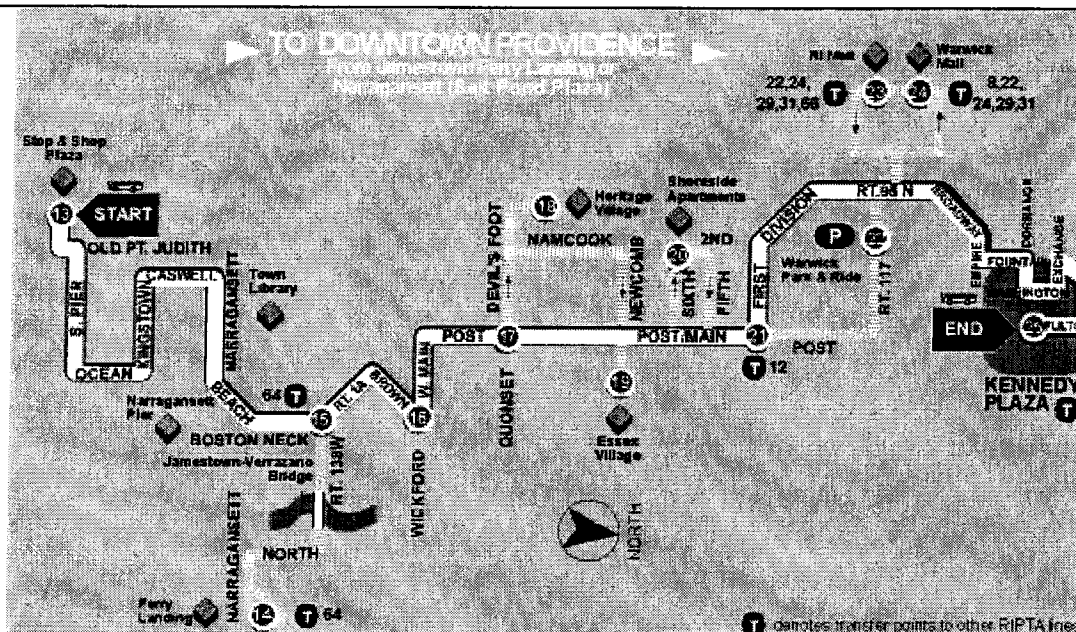 TO DOWNTOWN PROVIDENCE
From Jamestown Ferry Landing or
Narragansett (Salt Pond Plaza)
RI Mall
Warwick
Mall
22,24,
29,31,66
T
23
24
T
8,22,
24,29,31
Stop & Shop
Plaza
13
START
OLD PT. JUDITH
S. PIER
OCEAN
KINGSTOWN
CASWELL
NARRAGANSETT
BEACH
Town
Library
Narragansett
Pier
BOSTON NECK
64 T
15
RT. 1A
BROWN
16
W. MAIN
WICKFORD
Jamestown-Verrazano
Bridge
RT. 138W
NORTH
NARRAGANSETT
Ferry
Landing
14
T 64
POST
DEVIL'S FOOT
17
QUONSET
18
Heritage
Village
NAMCOOK
NEWCOMB
Shoreside
Apartments
20
2ND
SIXTH
FIFTH
POST/MAIN
19
Essex
Village
NORTH
FIRST
21
T 12
POST
DIVISION
RT. 95 N
P
Warwick
Park & Ride
RT. 117
BROADWAY
EMPIRE
FOUNTAIN
DORRANCE
EXCHANGE
END
KENNEDY
PLAZA T
T denotes transfer points to other RIPTA lines